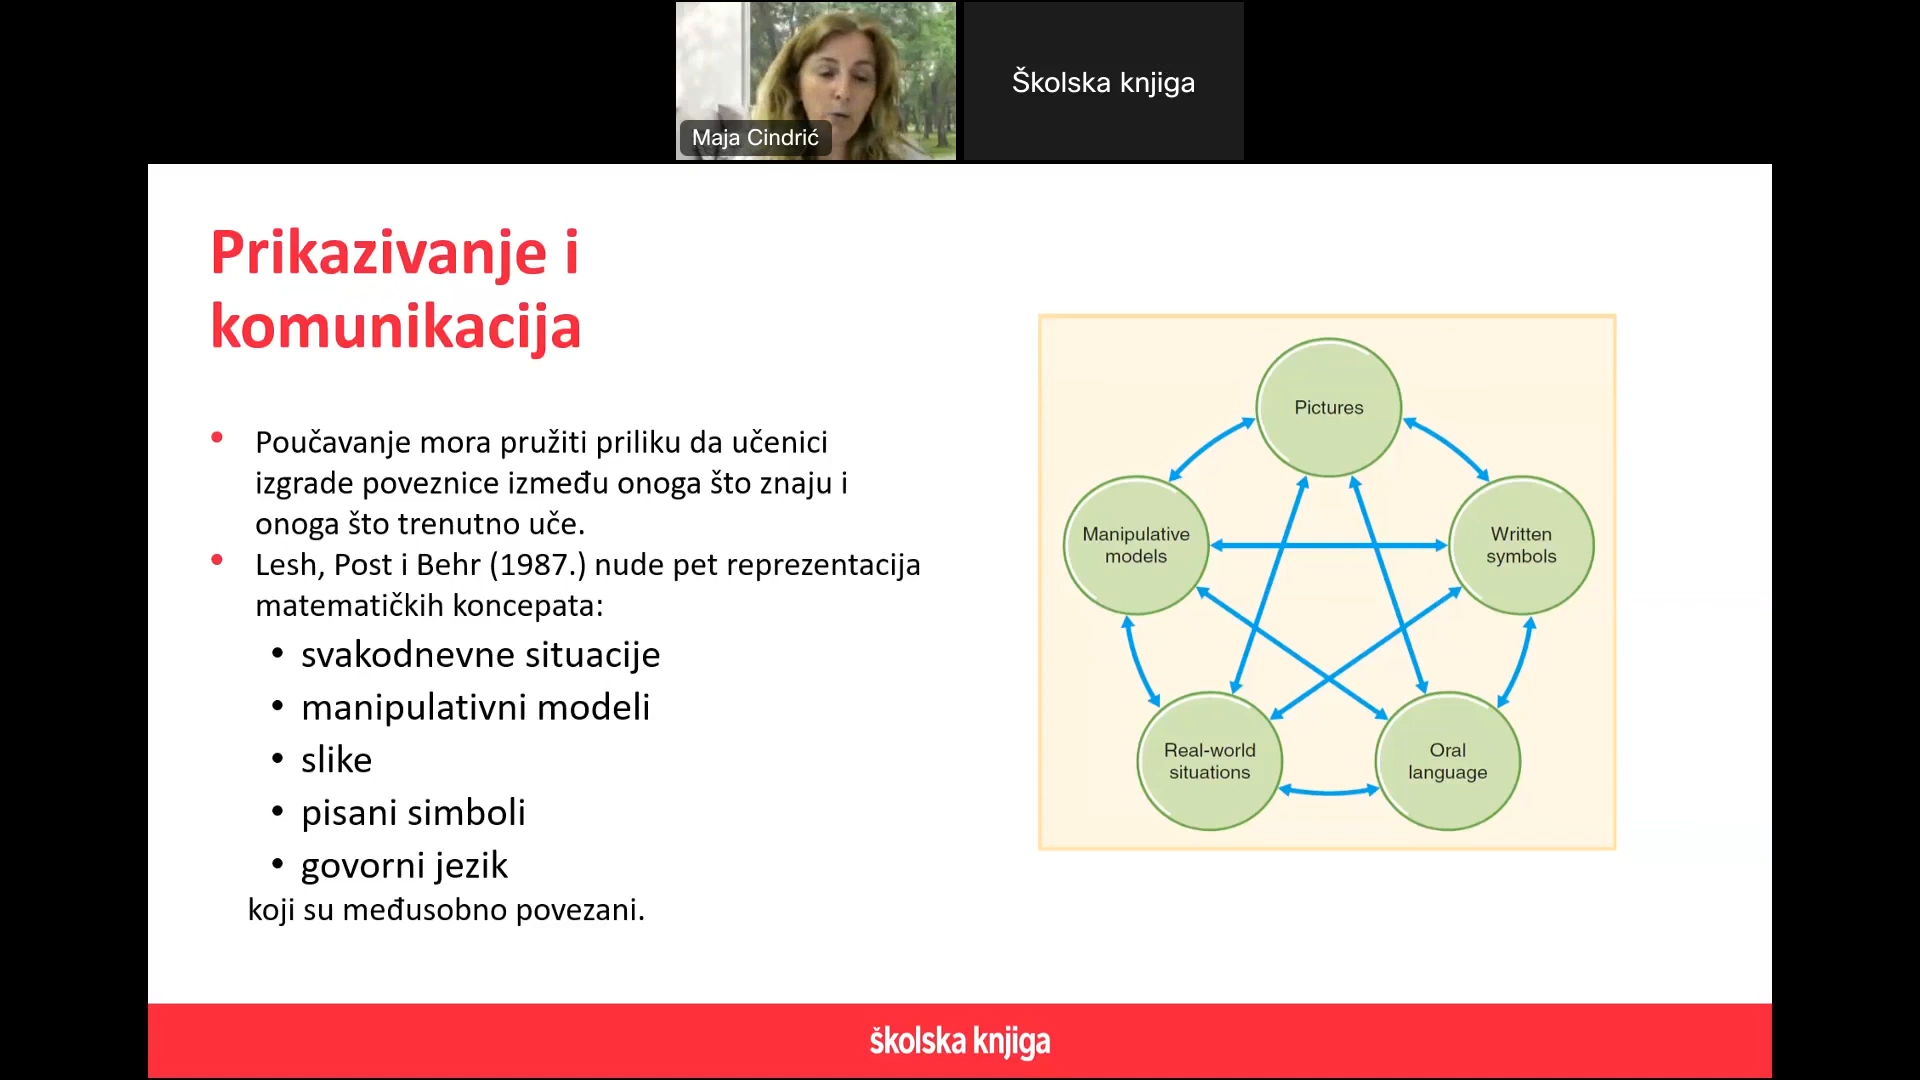 Maja Cindrić
Školska knjiga
Prikazivanje i
komunikacija
• Poučavanje mora pružiti priliku da učenici
izgrade poveznice između onoga što znaju i
onoga što trenutno uče.
• Lesh, Post i Behr (1987.) nude pet reprezentacija
matematičkih koncepata:
• svakodnevne situacije
• manipulativni modeli
• slike
• pisani simboli
• govorni jezik
koji su međusobno povezani.
Pictures
Manipulative
models
Written
symbols
Real-world
situations
Oral
language
školska knjiga